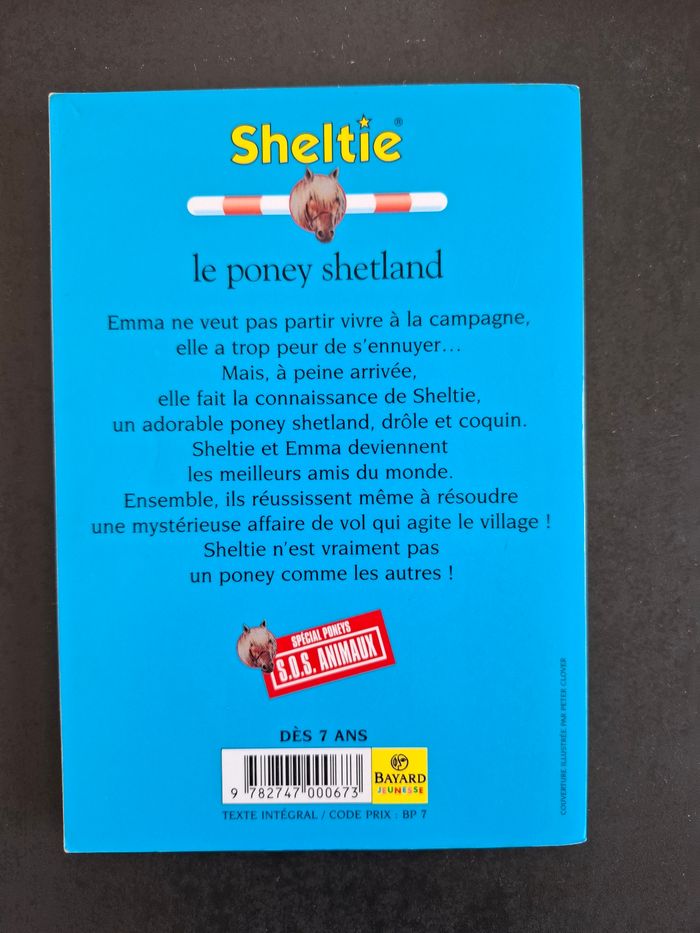 Sheltie®
le poney shetland
Emma ne veut pas partir vivre à la campagne,
elle a trop peur de s'ennuyer...
Mais, à peine arrivée,
elle fait la connaissance de Sheltie,
un adorable poney shetland, drôle et coquin.
Sheltie et Emma deviennent
les meilleurs amis du monde.
Ensemble, ils réussissent même à résoudre
une mystérieuse affaire de vol qui agite le village !
Sheltie n'est vraiment pas
un poney comme les autres !
SPÉCIAL PONEYS
S.O.S. ANIMAUX
DÈS 7 ANS
9 782747 000673
BAYARD
JEUNESSE
TEXTE INTÉGRAL / CODE PRIX : BP 7
COUVERTURE ILLUSTRÉE PAR PETER CLOVER